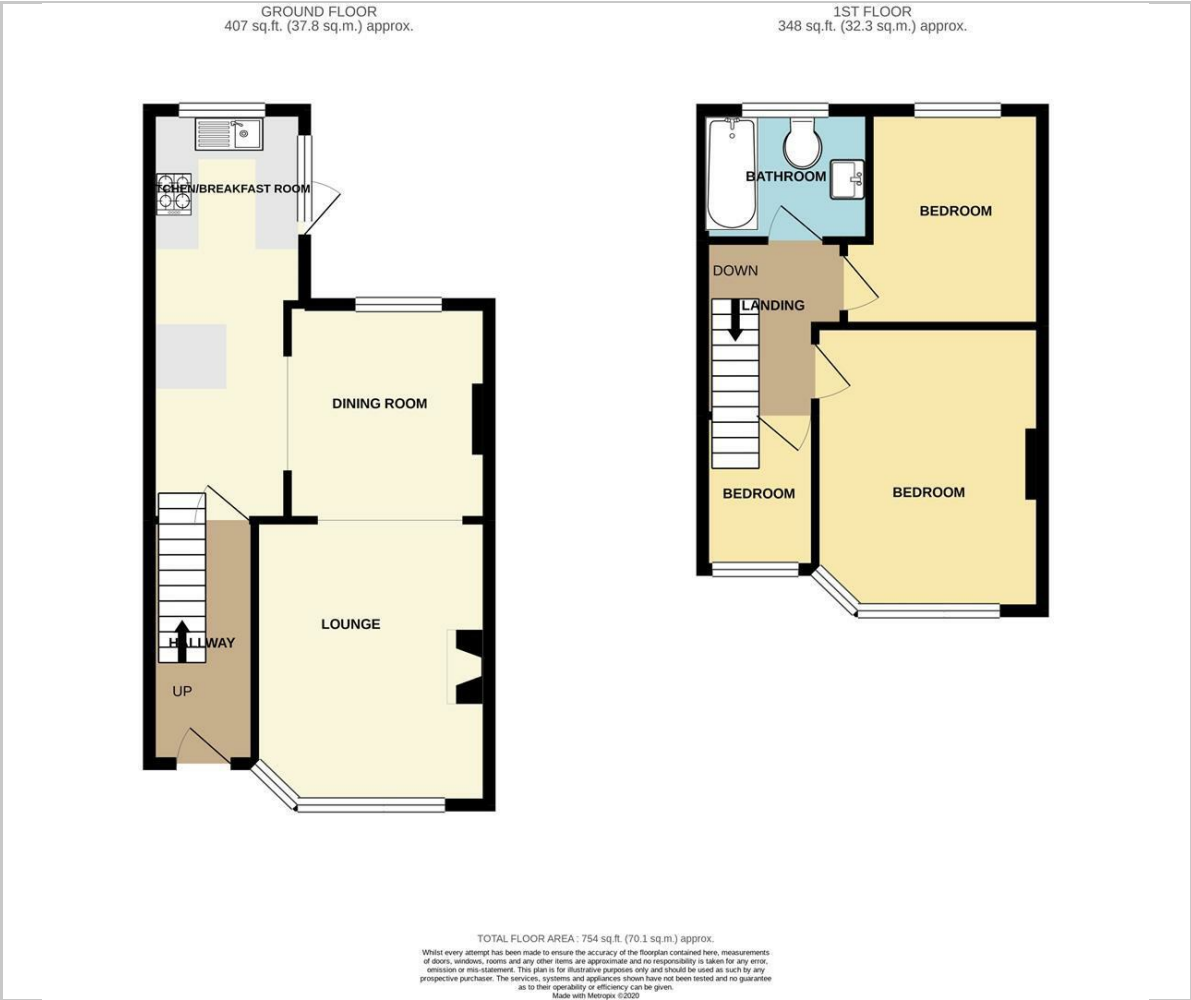 GROUND FLOOR
407 sq.ft. (37.8 sq.m.) approx.
1ST FLOOR
348 sq.ft. (32.3 sq.m.) approx.
TCHEN/BREAKFAST ROOM
DINING ROOM
LOUNGE
HALLWAY
UP
BATHROOM
BEDROOM
DOWN
LANDING
BEDROOM
BEDROOM
TOTAL FLOOR AREA : 754 sq.ft. (70.1 sq.m.) approx.
Whilst every attempt has been made to ensure the accuracy of the floorplan contained here, measurements
of doors, windows, rooms and any other items are approximate and no responsibility is taken for any error,
omission or mis-statement. This plan is for illustrative purposes only and should be used as such by any
prospective purchaser. The services, systems and appliances shown have not been tested and no guarantee
as to their operability or efficiency can be given.
Made with Metropix ©2020